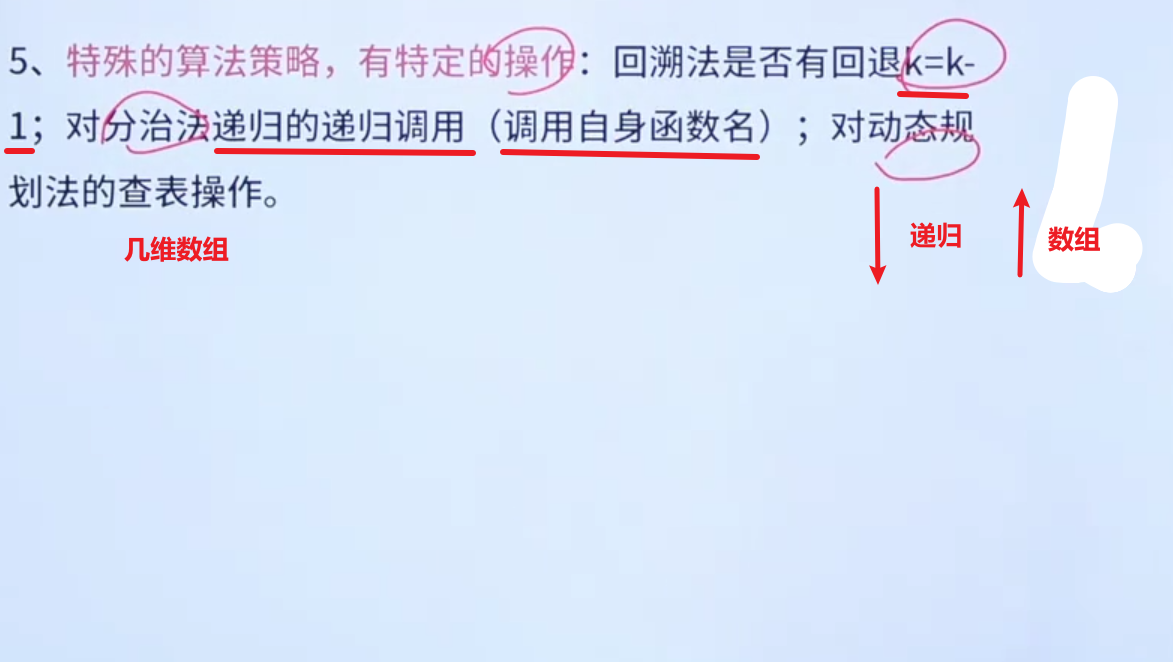 5、特殊的算法策略，有特定的操作：回溯法是否有回退k=k-
1；对分治法递归的递归调用（调用自身函数名）；对动态规
划法的查表操作。
几维数组
递归
数组